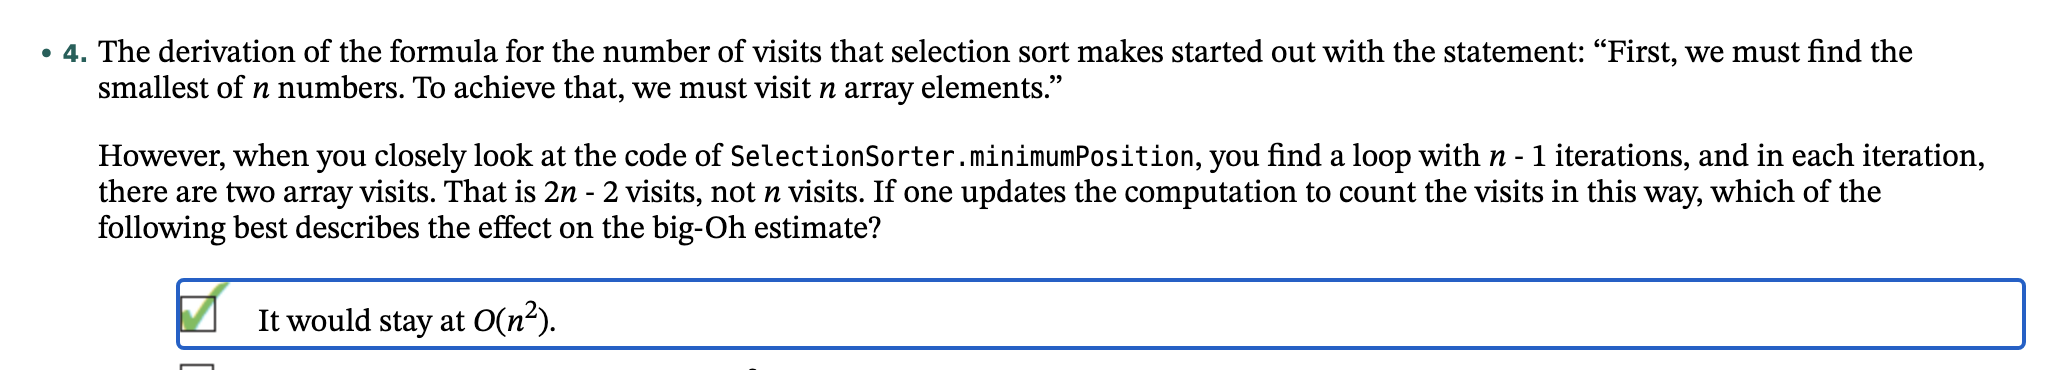 • 4. The derivation of the formula for the number of visits that selection sort makes started out with the statement: “First, we must find the
smallest of n numbers. To achieve that, we must visit n array elements.”
However, when you closely look at the code of SelectionSorter.minimumPosition, you find a loop with n - 1 iterations, and in each iteration,
there are two array visits. That is 2n - 2 visits, not n visits. If one updates the computation to count the visits in this way, which of the
following best describes the effect on the big-Oh estimate?
It would stay at O(n²).